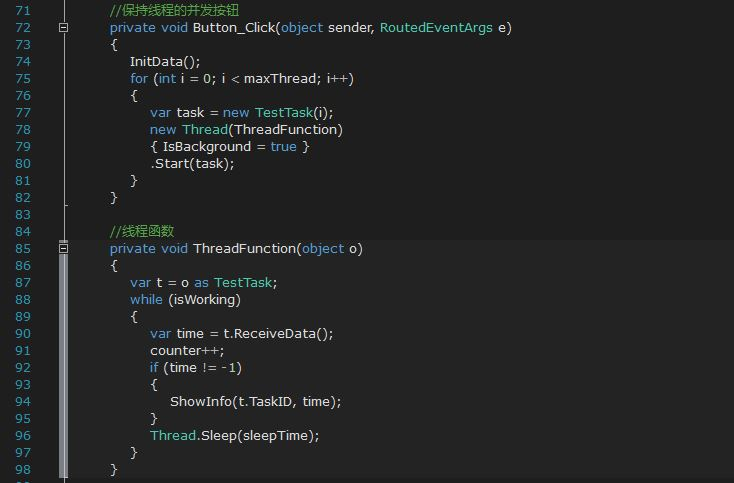 71 //保持线程的并发按钮
72 private void Button_Click(object sender, RoutedEventArgs e)
73 {
74 InitData();
75 for (int i = 0; i < maxThread; i++)
76 {
77 var task = new TestTask(i);
78 new Thread(ThreadFunction)
79 { IsBackground = true }
80 .Start(task);
81 }
82 }
83
84 //线程函数
85 private void ThreadFunction(object o)
86 {
87 var t = o as TestTask;
88 while (isWorking)
89 {
90 var time = t.ReceiveData();
91 counter++;
92 if (time != -1)
93 {
94 ShowInfo(t.TaskID, time);
95 }
96 Thread.Sleep(sleepTime);
97 }
98 }